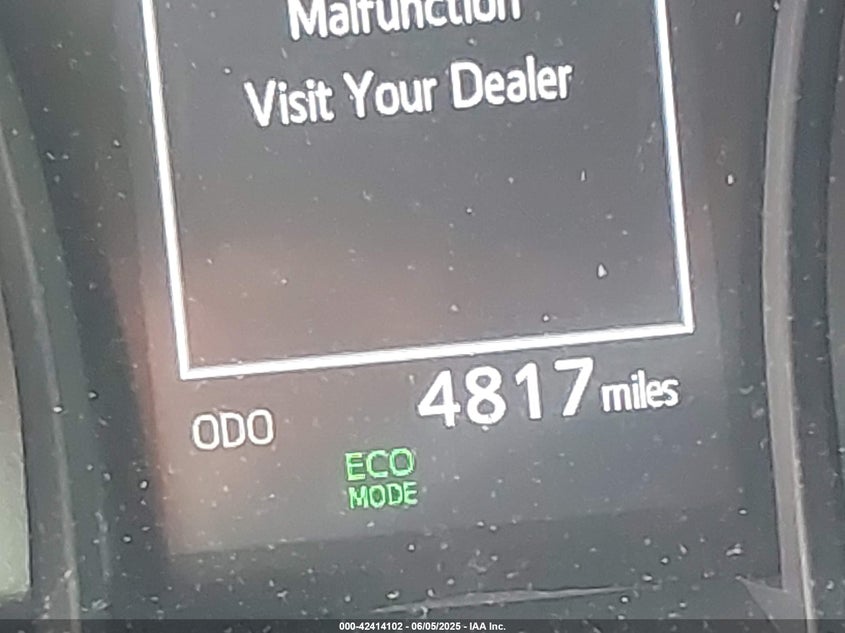 Malfunction
Visit Your Dealer
ODO 4817 miles
ECO
MODE
000-42414102 - 06/05/2025 - IAA Inc.